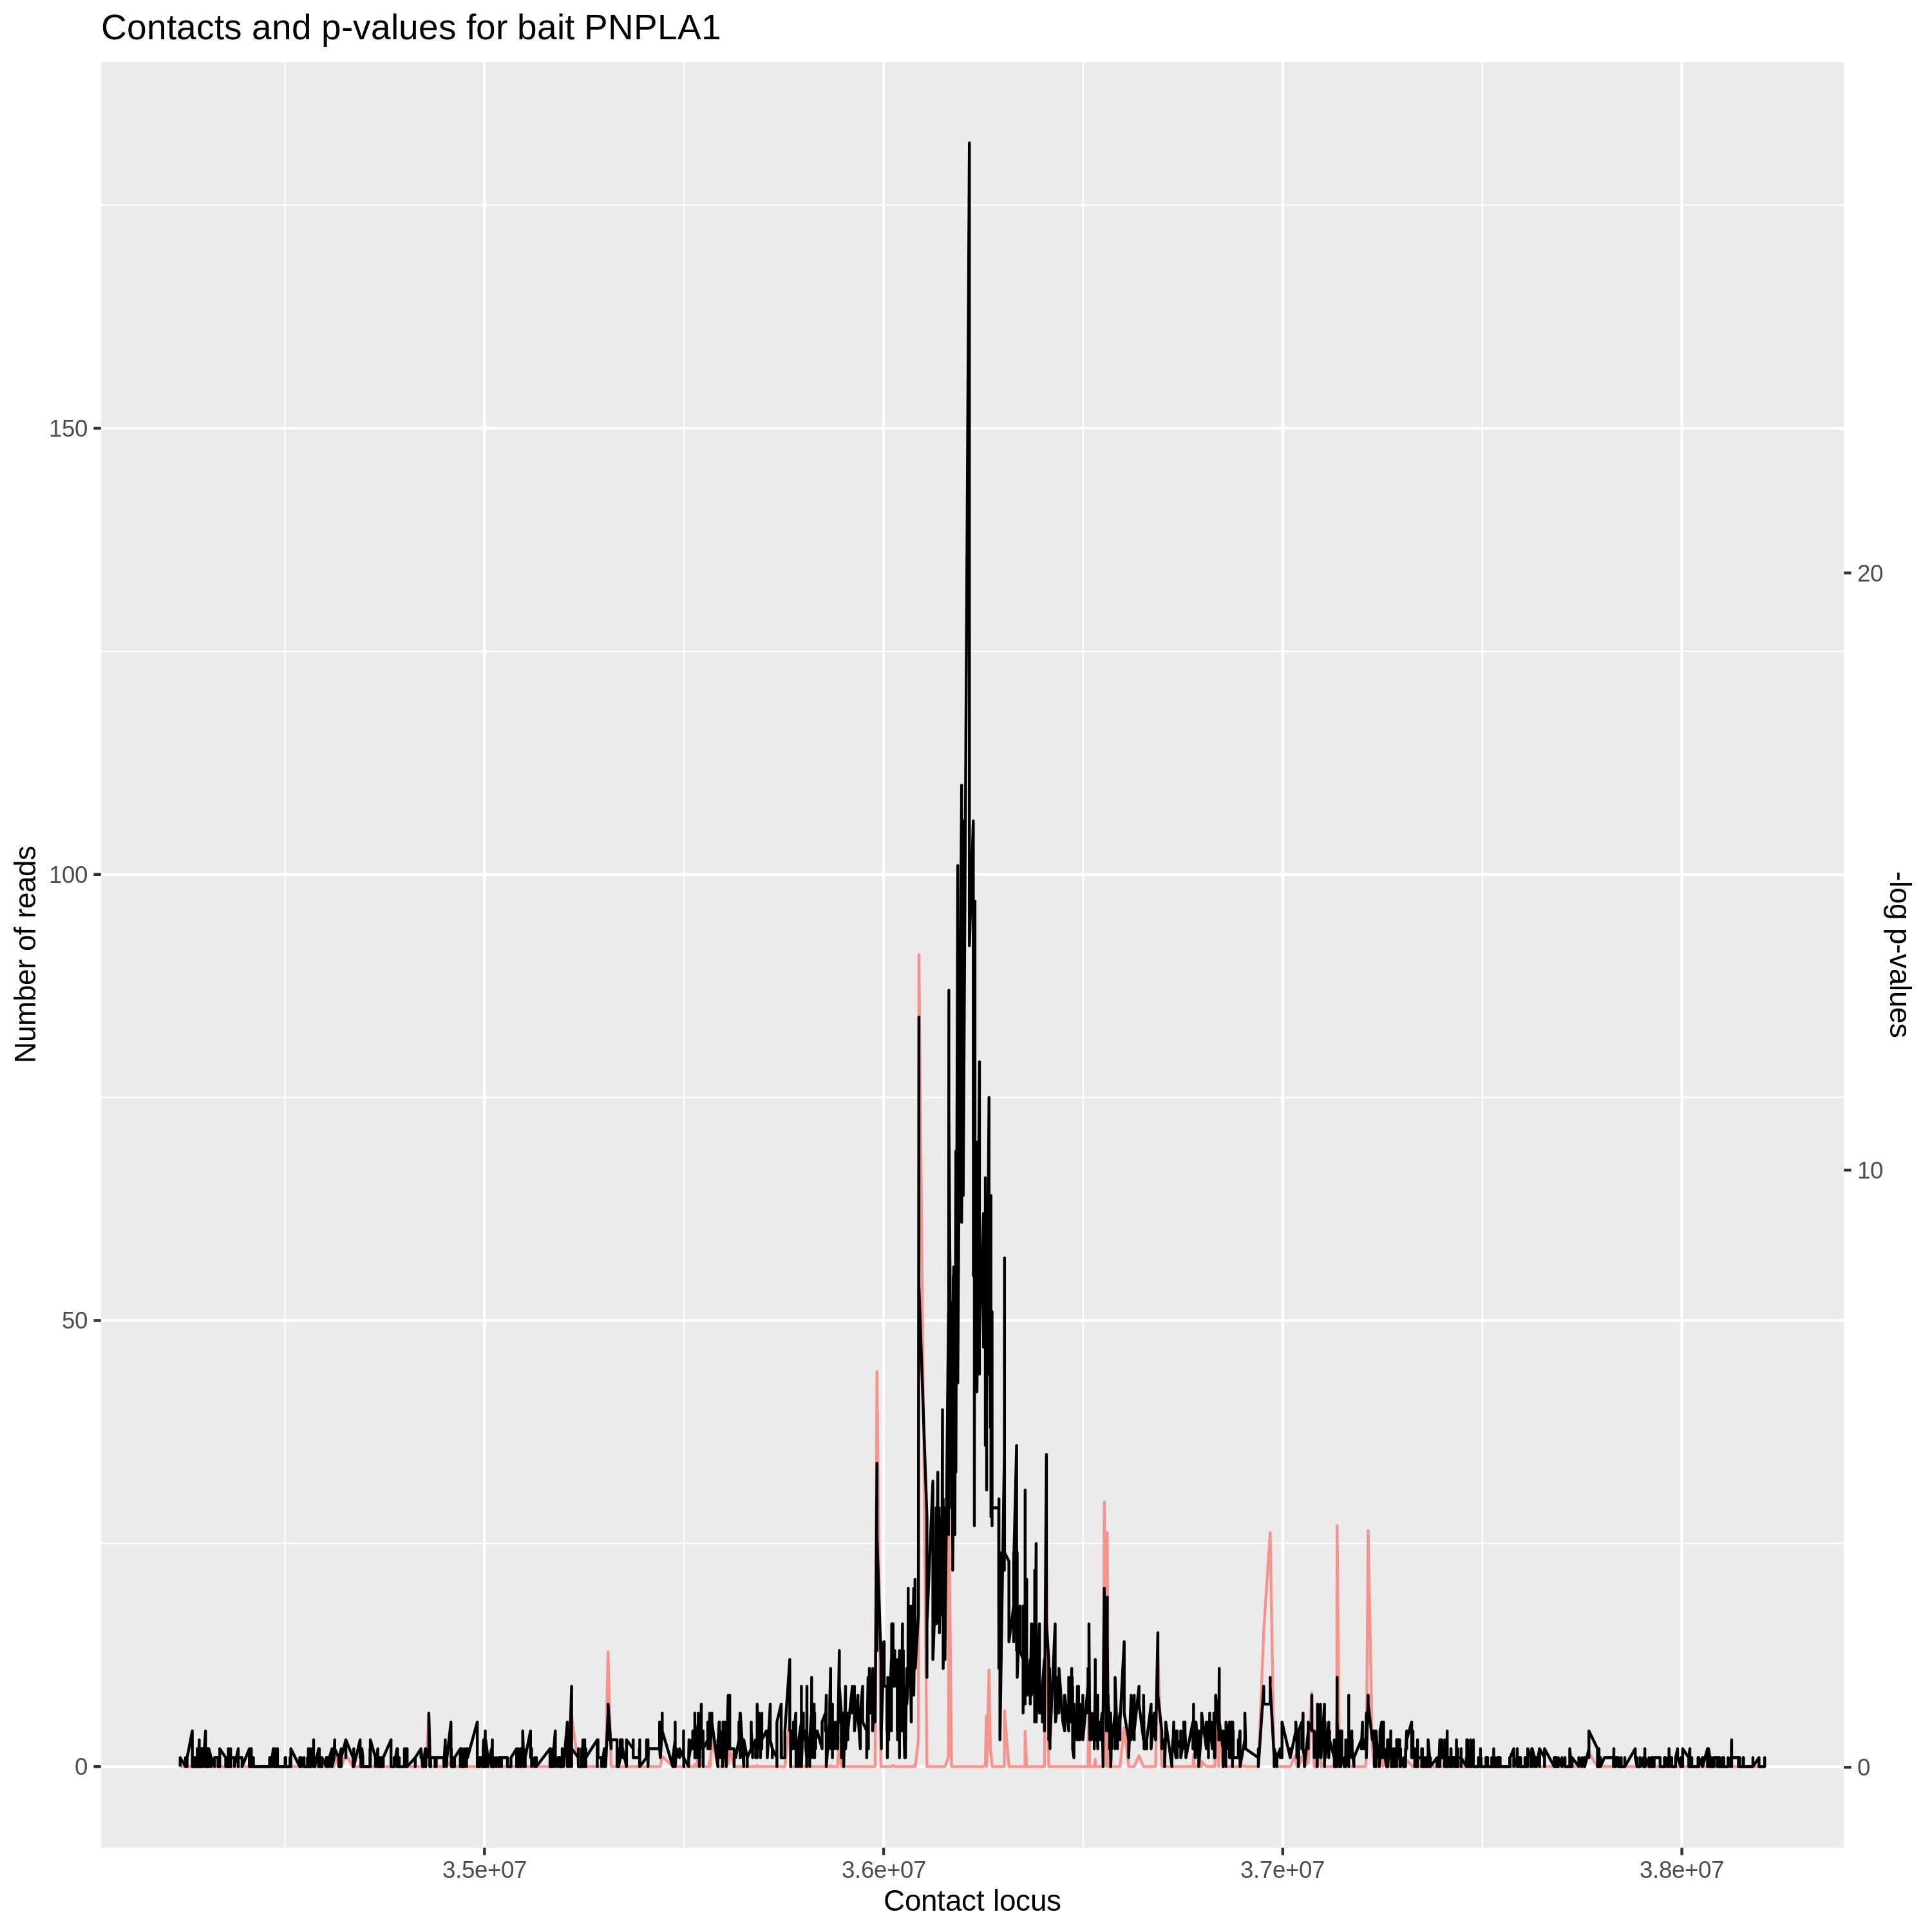 Contacts and p-values for bait PNPLA1
Number of reads
150
100
50
0
20
10
0
-log p-values
3.5e+07
3.6e+07
3.7e+07
3.8e+07
Contact locus